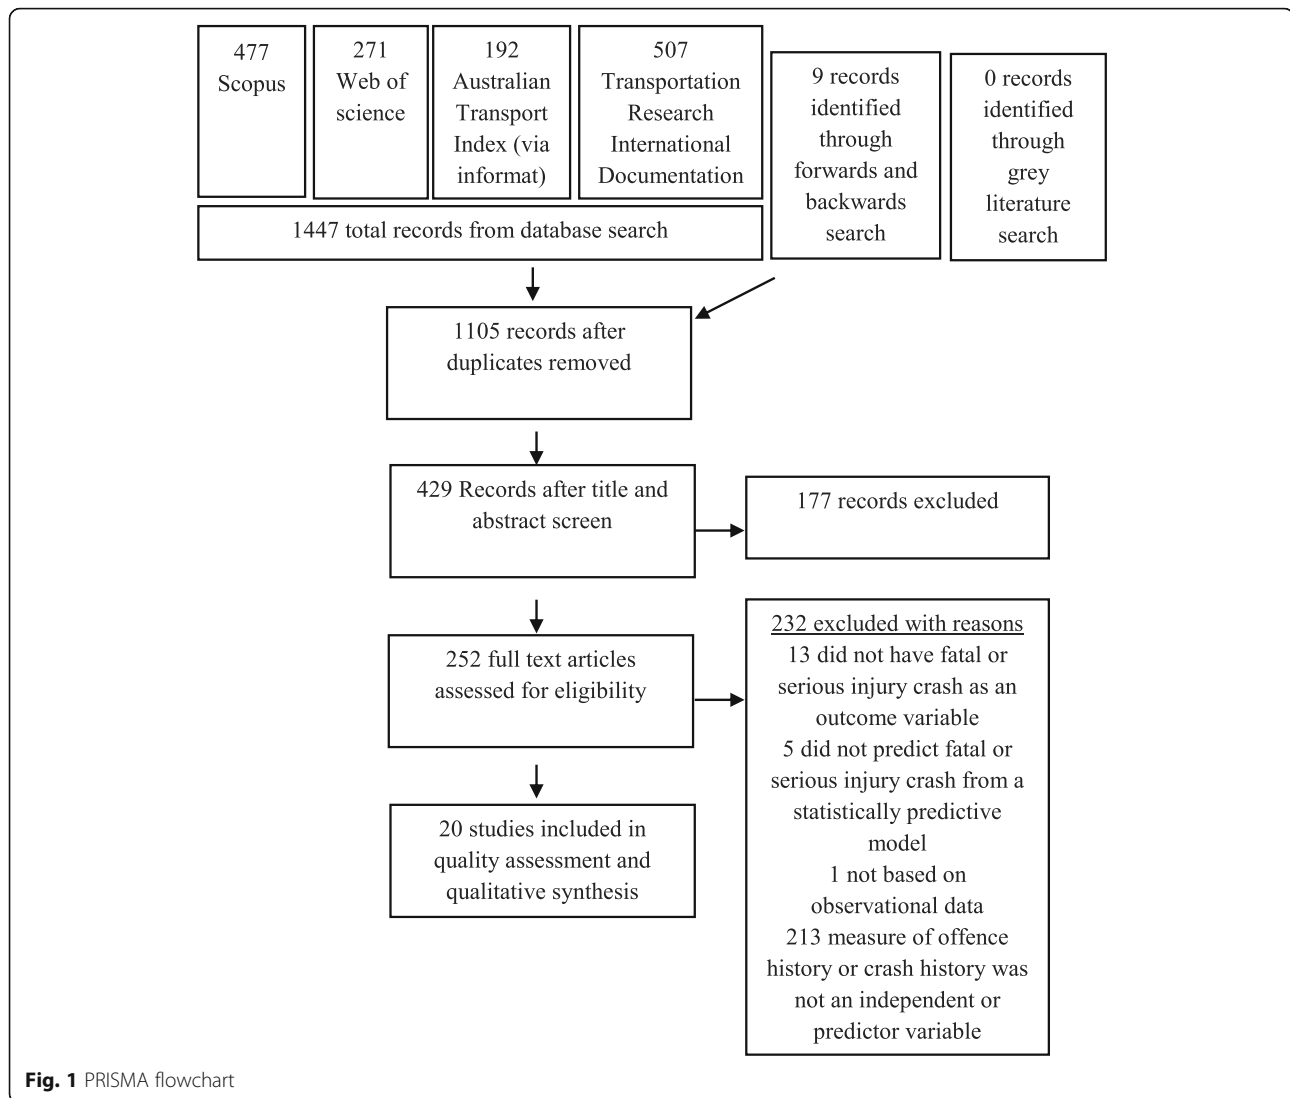 477
Scopus
271
Web of
science
192
Australian
Transport
Index (via
informat)
507
Transportation
Research
International
Documentation
9 records
identified
through
forwards and
backwards
search
0 records
identified
through
grey
literature
search
1447 total records from database search
1105 records after
duplicates removed
429 Records after title and
abstract screen
177 records excluded
252 full text articles
assessed for eligibility
232 excluded with reasons
13 did not have fatal or
serious injury crash as an
outcome variable
5 did not predict fatal or
serious injury crash from a
statistically predictive
model
1 not based on
observational data
213 measure of offence
history or crash history was
not an independent or
predictor variable
20 studies included in
quality assessment and
qualitative synthesis
Fig. 1 PRISMA flowchart